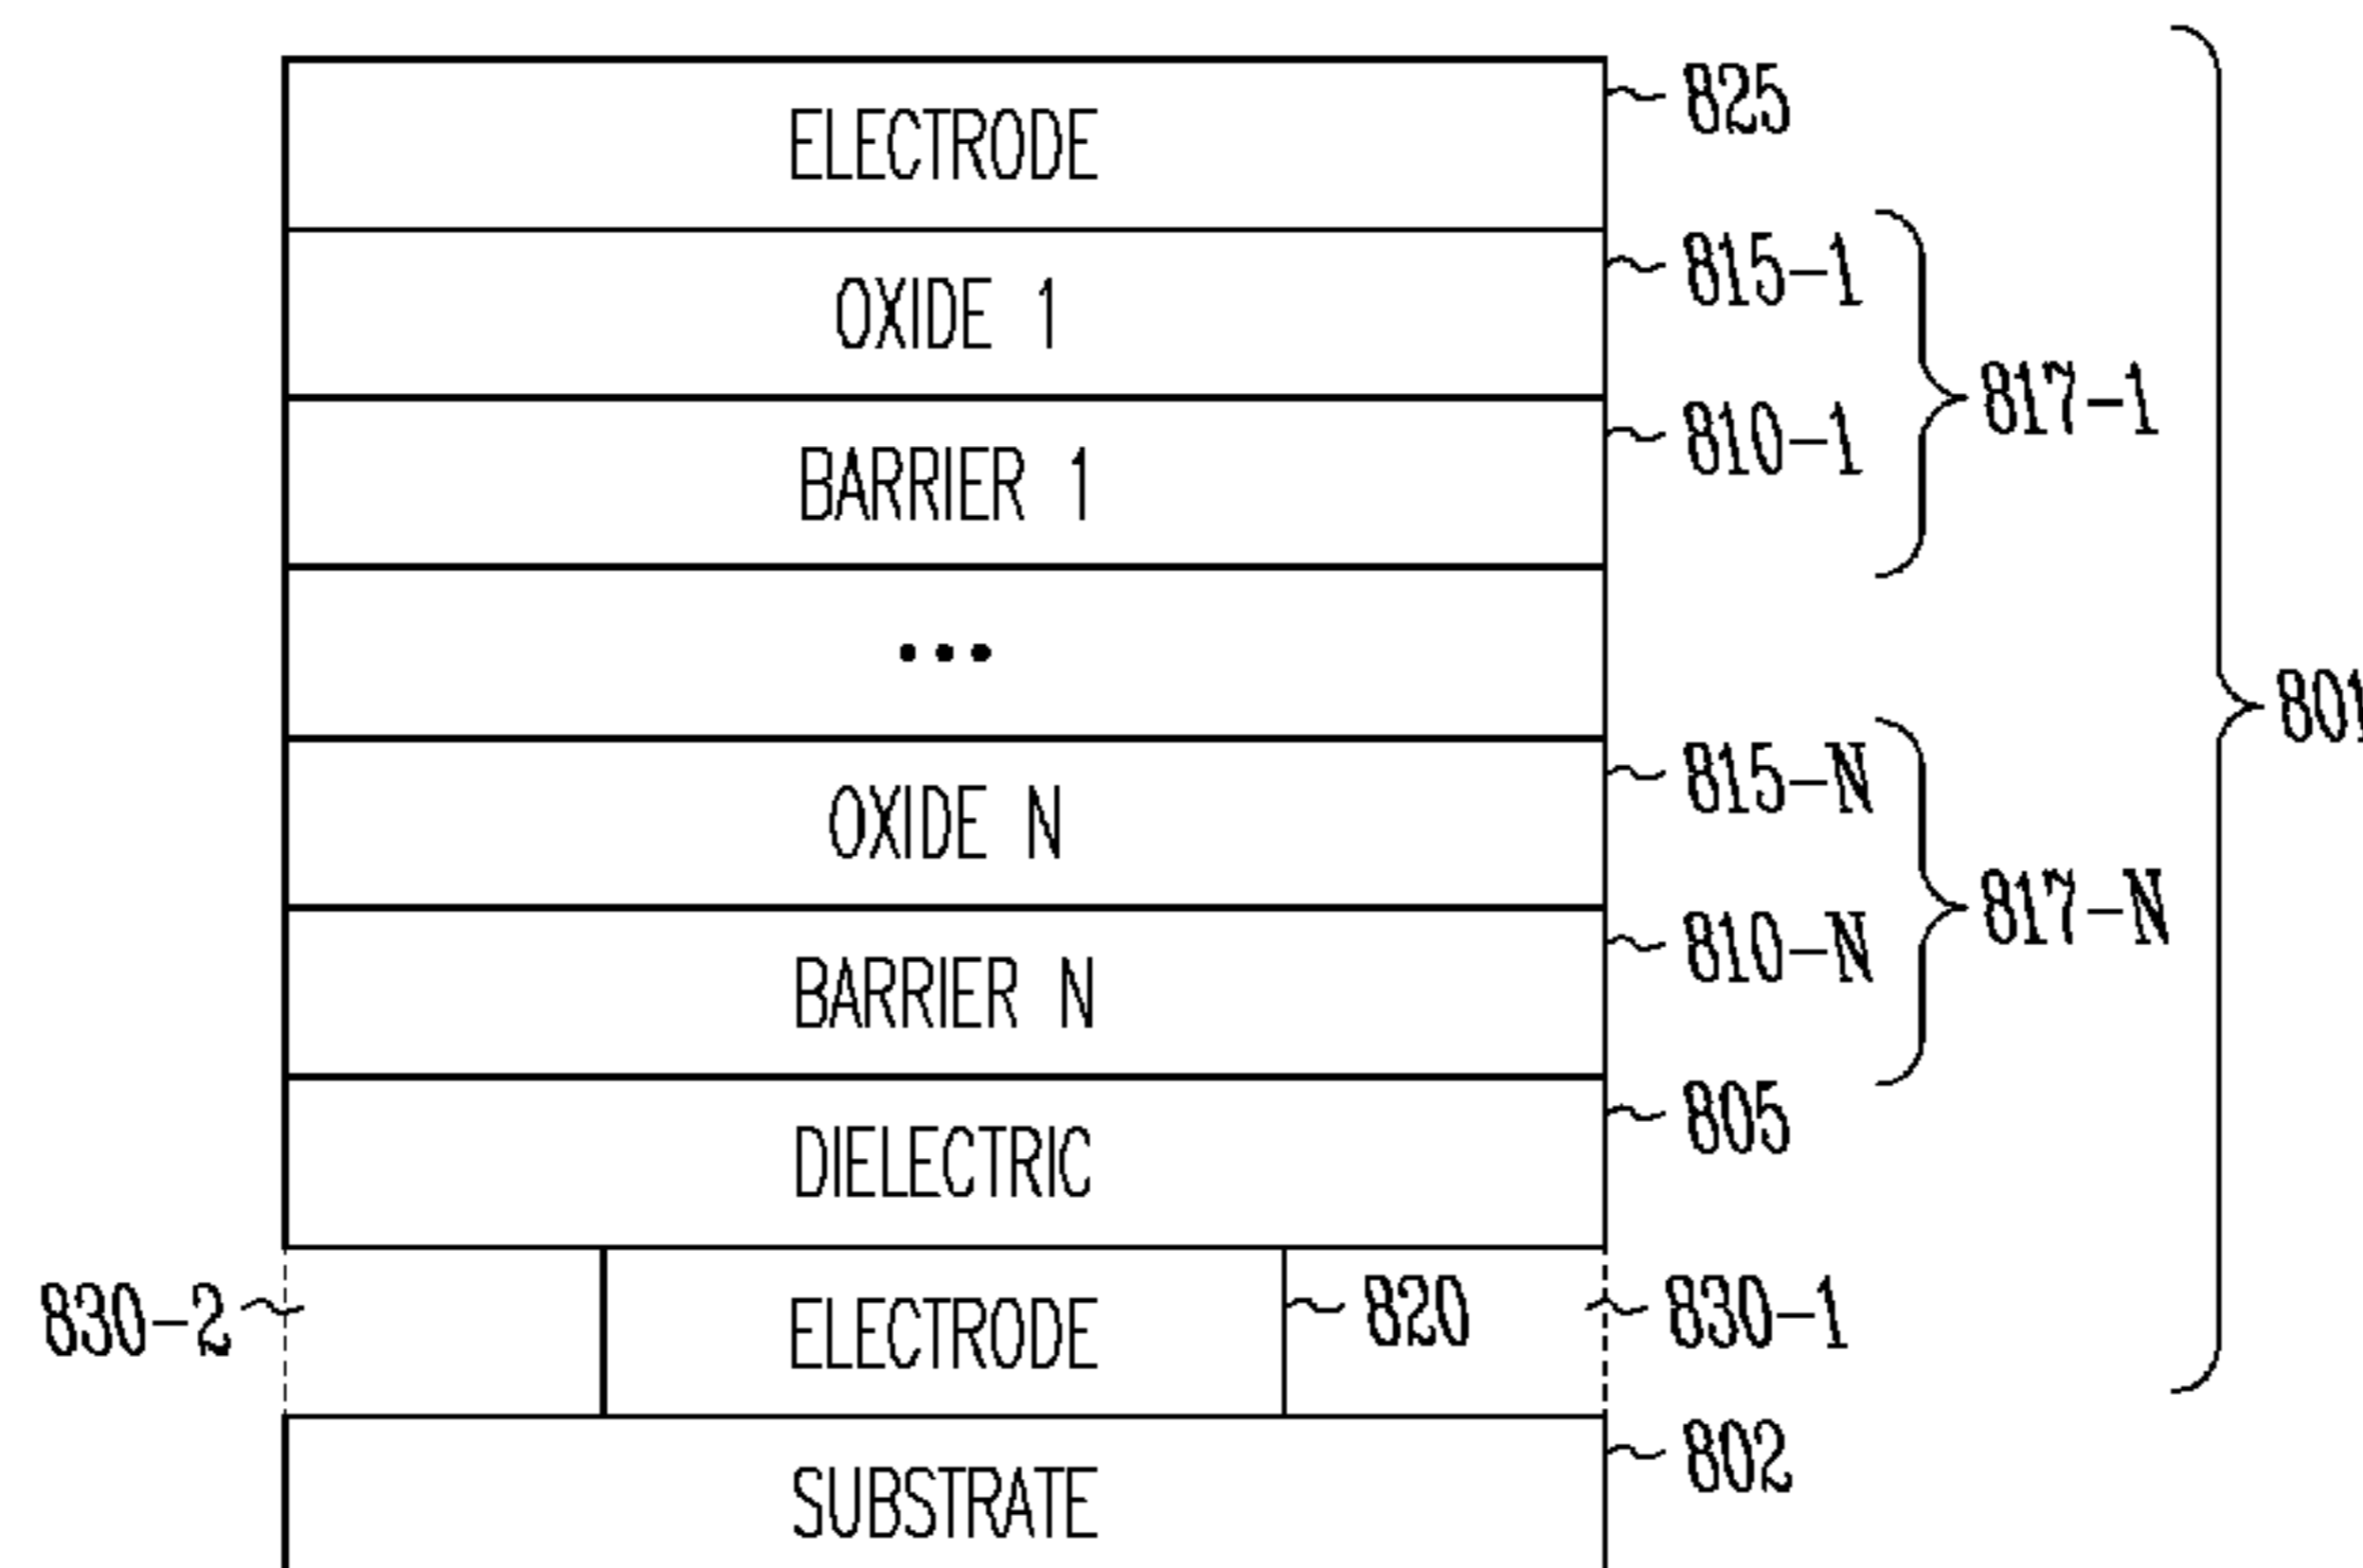 ELECTRODE 825
OXIDE 1 815-1
BARRIER 1 810-1
817-1
•••
801
OXIDE N 815-N
BARRIER N 810-N
817-N
DIELECTRIC 805
830-2 ELECTRODE 820 830-1
SUBSTRATE 802